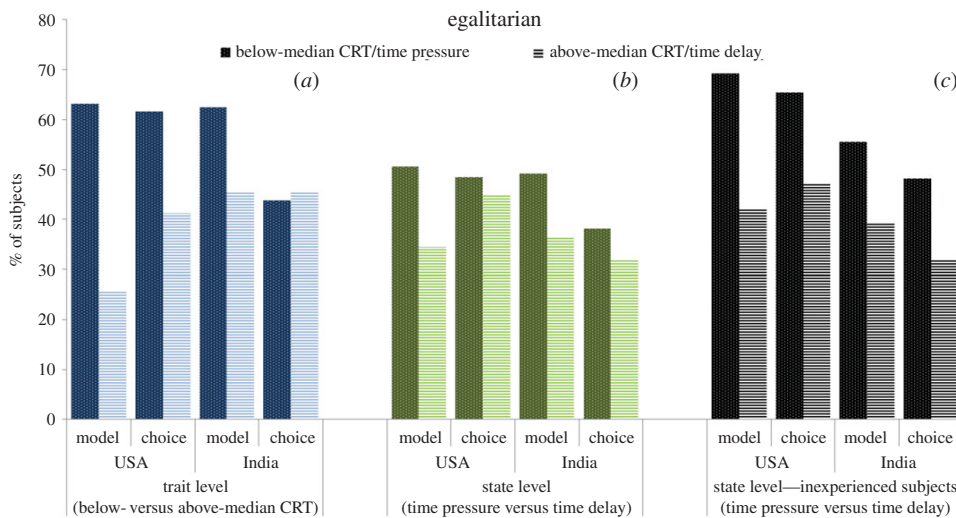 egalitarian
below-median CRT/time pressure above-median CRT/time delay
(a) (b) (c)
% of subjects
80
70
60
50
40
30
20
10
0
model choice model choice model choice model choice model choice model choice
USA India USA India USA India
trait level state level state level—inexperienced subjects
(below- versus above-median CRT) (time pressure versus time delay) (time pressure versus time delay)